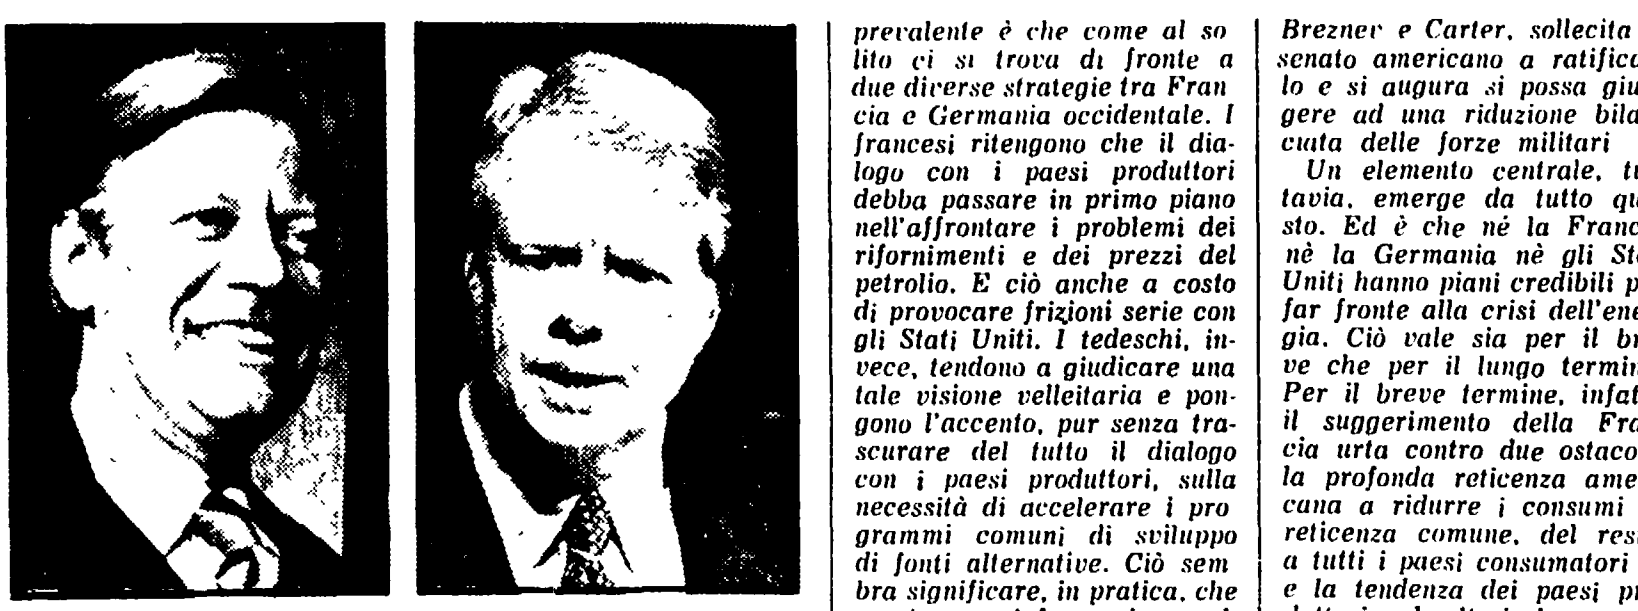 prevalente è che come al so
lito ci si trova di fronte a
due diverse strategie tra Fran
cia e Germania occidentale. I
francesi ritengono che il dia-
logo con i paesi produttori
debba passare in primo piano
nell'affrontare i problemi dei
rifornimenti e dei prezzi del
petrolio. E ciò anche a costo
di provocare frizioni serie con
gli Stati Uniti. I tedeschi, in-
vece, tendono a giudicare una
tale visione velleitaria e pon-
gono l'accento, pur senza tra-
scurare del tutto il dialogo
con i paesi produttori, sulla
necessità di accelerare i pro
grammi comuni di sviluppo
di fonti alternative. Ciò sem
bra significare, in pratica, che
Breznev e Carter, sollecita
senato americano a ratifica
lo e si augura si possa giu
gere ad una riduzione bila
ciata delle forze militari
Un elemento centrale, tu
tavia, emerge da tutto que
sto. Ed è che né la Franc
nè la Germania nè gli Sta
Uniti hanno piani credibili p
far fronte alla crisi dell'ene
gia. Ciò vale sia per il br
ve che per il lungo termin
Per il breve termine, infat
il suggerimento della Fra
cia urta contro due ostaco
la profonda reticenza ame
cana a ridurre i consumi
reticenza comune, del res
a tutti i paesi consumatori
e la tendenza dei paesi p